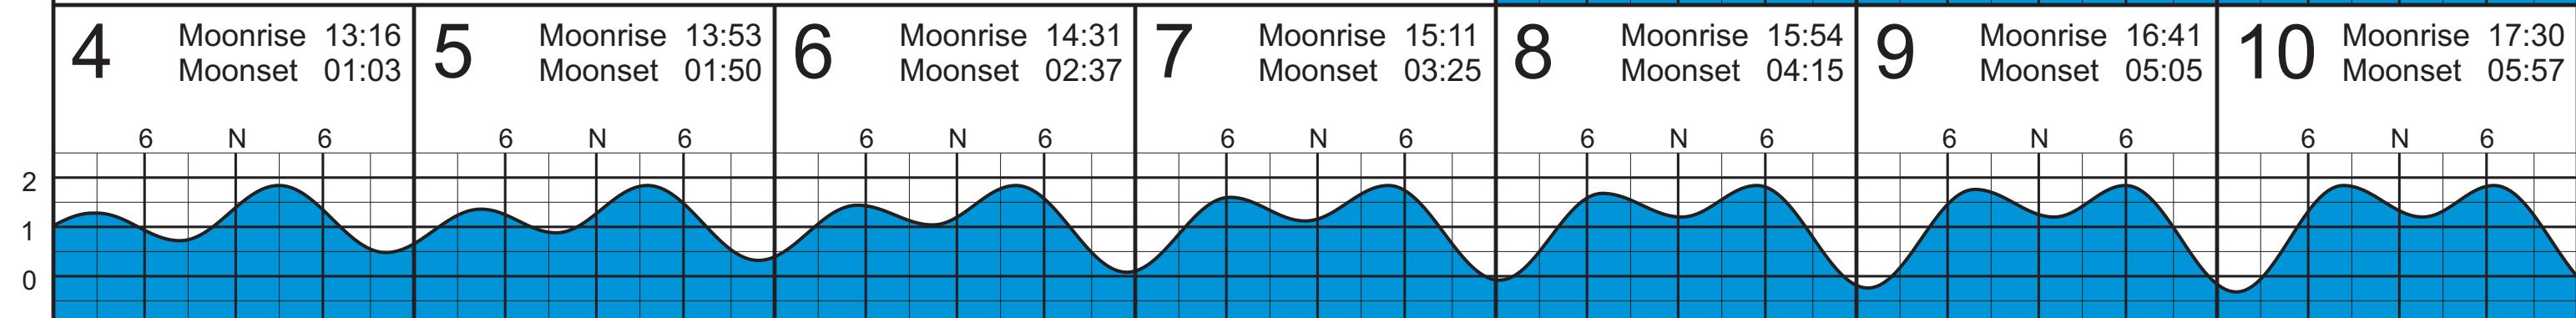 4 Moonrise 13:16
Moonset 01:03
5 Moonrise 13:53
Moonset 01:50
6 Moonrise 14:31
Moonset 02:37
7 Moonrise 15:11
Moonset 03:25
8 Moonrise 15:54
Moonset 04:15
9 Moonrise 16:41
Moonset 05:05
10 Moonrise 17:30
Moonset 05:57
6 N 6 6 N 6 6 N 6 6 N 6 6 N 6 6 N 6 6 N 6
2
1
0